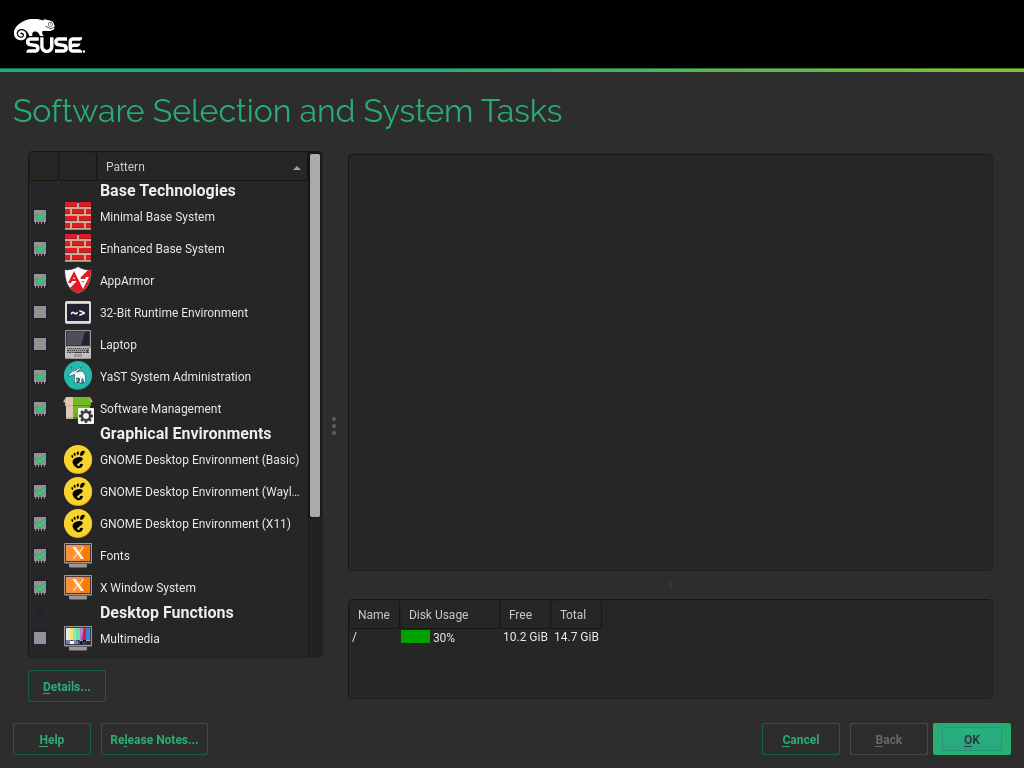 SUSE.
Software Selection and System Tasks
Pattern
Base Technologies
Minimal Base System
Enhanced Base System
AppArmor
~> 32-Bit Runtime Environment
Laptop
YaST System Administration
Software Management
Graphical Environments
GNOME Desktop Environment (Basic)
GNOME Desktop Environment (Wayl...
GNOME Desktop Environment (X11)
X Fonts
X X Window System
Desktop Functions
Multimedia
Name Disk Usage Free Total
/ 30% 10.2 GiB 14.7 GiB
Details...
Help Release Notes... Cancel Back OK